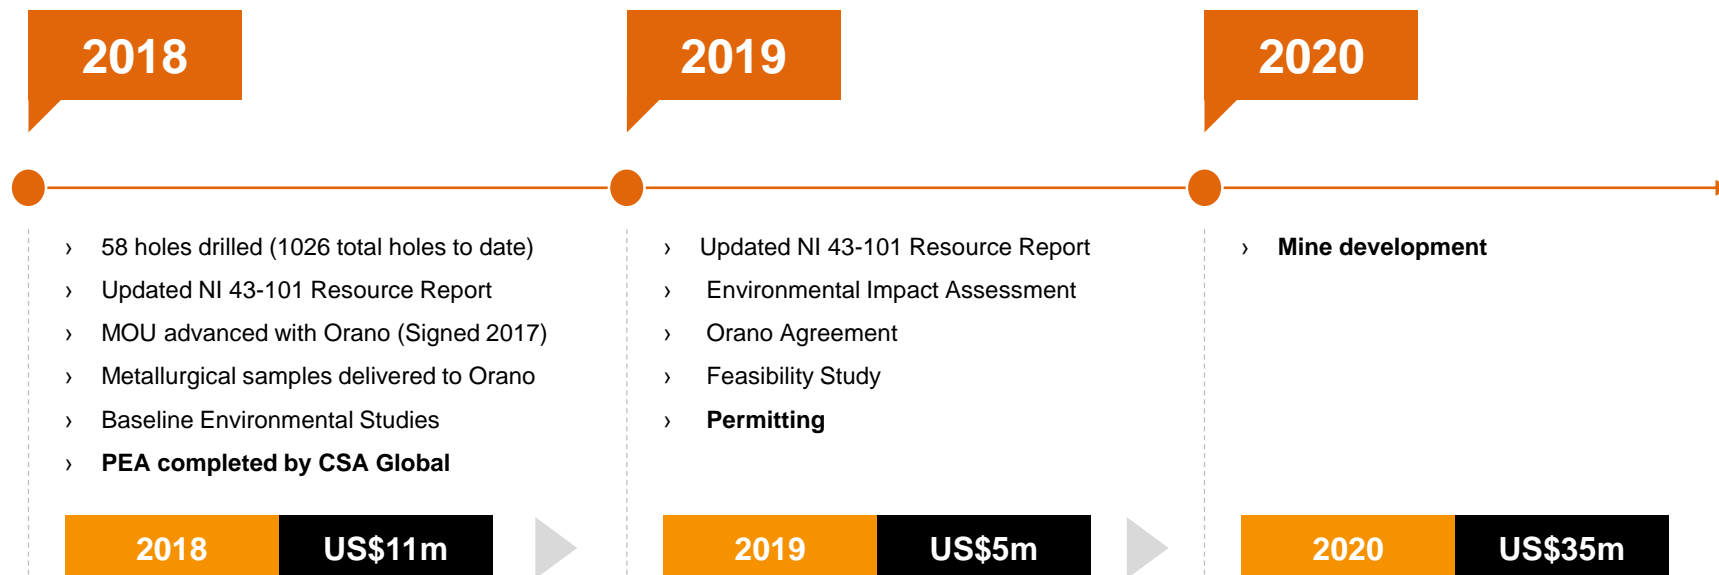 2018
2019
2020
› 58 holes drilled (1026 total holes to date)
› Updated NI 43-101 Resource Report
› MOU advanced with Orano (Signed 2017)
› Metallurgical samples delivered to Orano
› Baseline Environmental Studies
› PEA completed by CSA Global
› Updated NI 43-101 Resource Report
› Environmental Impact Assessment
› Orano Agreement
› Feasibility Study
› Permitting
› Mine development
2018 US$11m
2019 US$5m
2020 US$35m